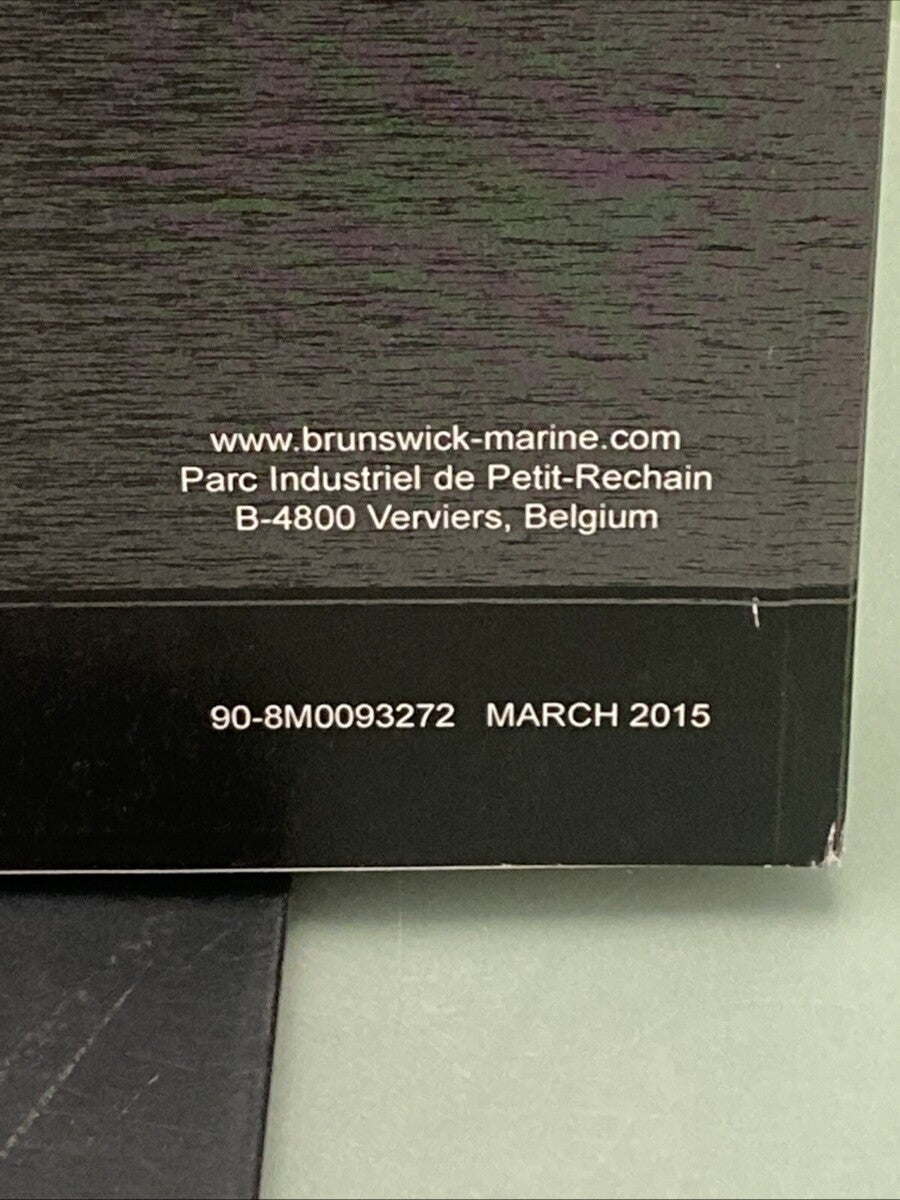 www.brunswick-marine.com
Parc Industriel de Petit-Rechain
B-4800 Verviers, Belgium
90-8M0093272 MARCH 2015